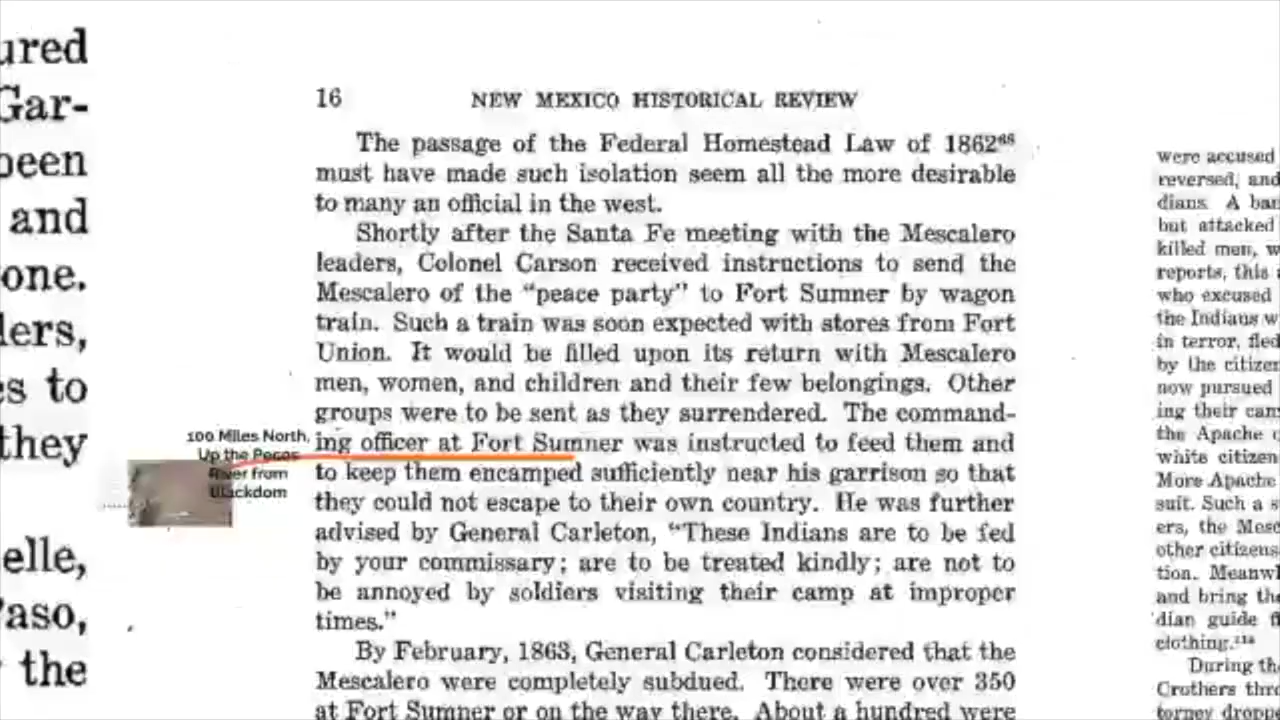 ured
Gar-
been
and
one.
lers,
es to
they
elle,
Paso,
the
16 NEW MEXICO HISTORICAL REVIEW
The passage of the Federal Homestead Law of 1862
must have made such isolation seem all the more desirable
to many an official in the west.
Shortly after the Santa Fe meeting with the Mescalero
leaders, Colonel Carson received instructions to send the
Mescalero of the “peace party” to Fort Sumner by wagon
train. Such a train was soon expected with stores from Fort
Union. It would be filled upon its return with Mescalero
men, women, and children and their few belongings. Other
groups were to be sent as they surrendered. The command-
ing officer at Fort Sumner was instructed to feed them and
to keep them encamped sufficiently near his garrison so that
they could not escape to their own country. He was further
advised by General Carleton, “These Indians are to be fed
by your commissary; are to be treated kindly; are not to
be annoyed by soldiers visiting their camp at improper
times.”
By February, 1863, General Carleton considered that the
Mescalero were completely subdued. There were over 350
at Fort Sumner or on the way there. About a hundred were
100 Miles North,
Up the Pecos
River from
Blackdom
were accused
reversed, and
dians. A ban
but attacked
killed men, w
reports, this
who excused
the Indians w
in terror, fled
by the citizen
now pursued
ing their cam
the Apache
white citizen
More Apache
suit. Such a s
ers, the Mesc
other citizens
tion. Meanwh
and bring the
dian guide fl
clothing.
During th
Crothers thre
torney dropp